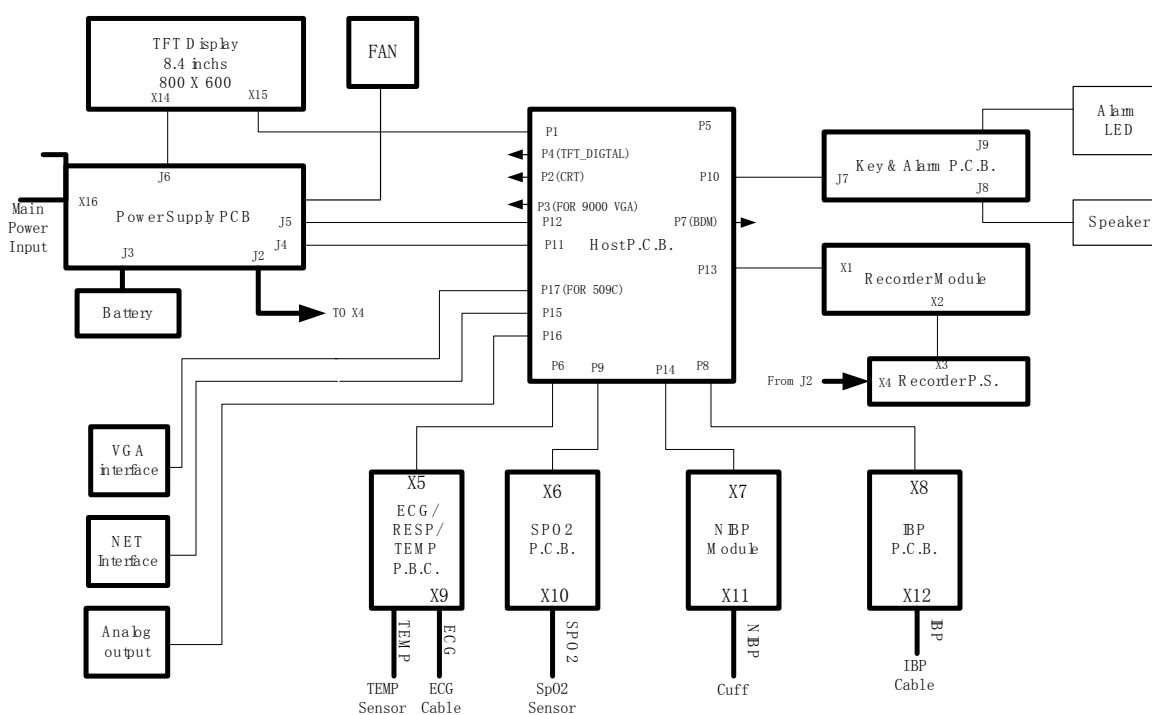 TFT Display
8.4 inchs
800 X 600
X14
X15
FAN
Main
Power
Input
X16
J6
Power Supply PCB
J5
J4
J3
J2
Battery
TO X4
P1
P5
P4(TFT_DIGTAL)
P2(CRT)
P10
P3(FOR 9000 VGA)
P12
P7(BDM)
P11
Host P.C.B.
P13
P17(FOR 509C)
P15
P16
P6
P9
P14
P8
Alarm
LED
J9
Key & Alarm P.C.B.
J7
J8
Speaker
X1
Recorder Module
X2
From J2
X3
X4
Recorder P.S.
VGA
interface
NET
Interface
Analog
output
X5
ECG/
RESP/
TEMP
P.B.C.
X9
TEMP
ECG
TEMP
Sensor
ECG
Cable
X6
SPO2
P.C.B.
X10
SPO2
SpO2
Sensor
X7
NIBP
Module
X11
NIBP
Cuff
X8
IBP
P.C.B.
X12
IBP
IBP
Cable